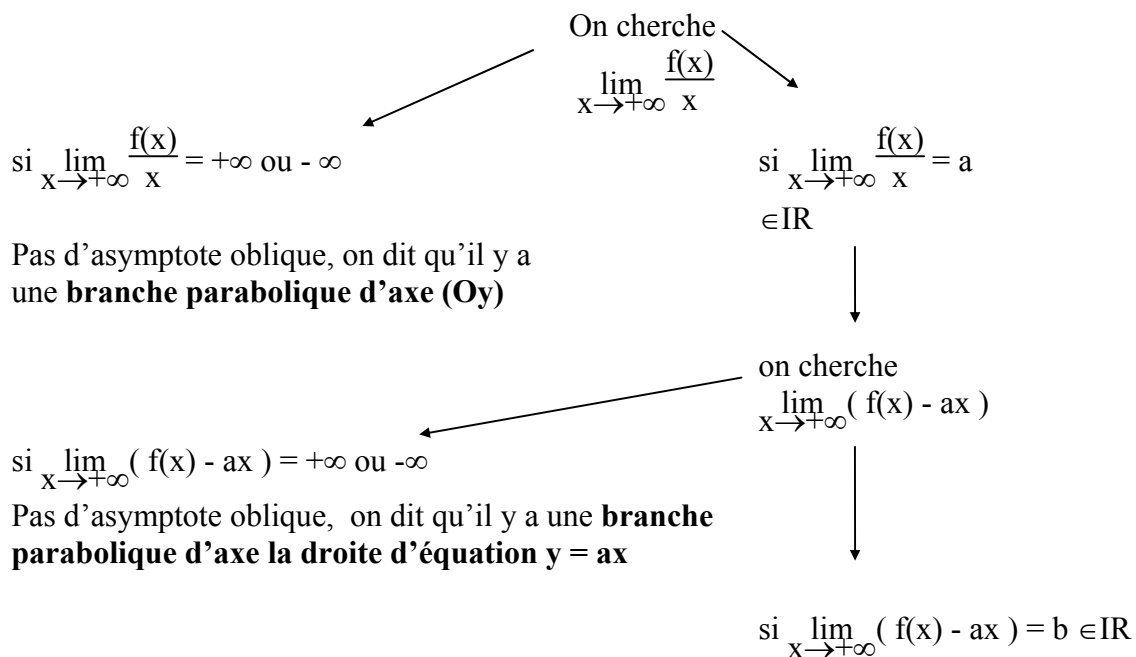 On cherche
lim x→+∞ f(x)/x
si lim x→+∞ f(x)/x = +∞ ou - ∞
Pas d’asymptote oblique, on dit qu’il y a
une branche parabolique d’axe (Oy)
si lim x→+∞ f(x)/x = a
∈IR
on cherche
lim x→+∞ ( f(x) - ax )
si lim x→+∞ ( f(x) - ax ) = +∞ ou -∞
Pas d’asymptote oblique, on dit qu’il y a une branche
parabolique d’axe la droite d’équation y = ax
si lim x→+∞ ( f(x) - ax ) = b ∈IR